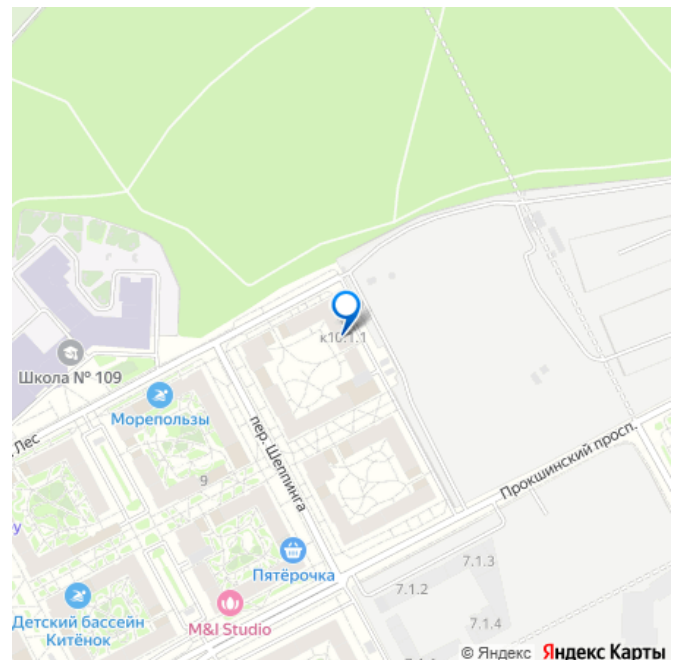 к10.1.1
Школа № 109
Морепользы
. Лес
пер. Шеппинга
Прокшинский просп.
9
у
7.1.3
Пятёрочка
7.1.2
Детский бассейн
Китёнок
M&I Studio
7.1.4
© Яндекс Яндекс Карты